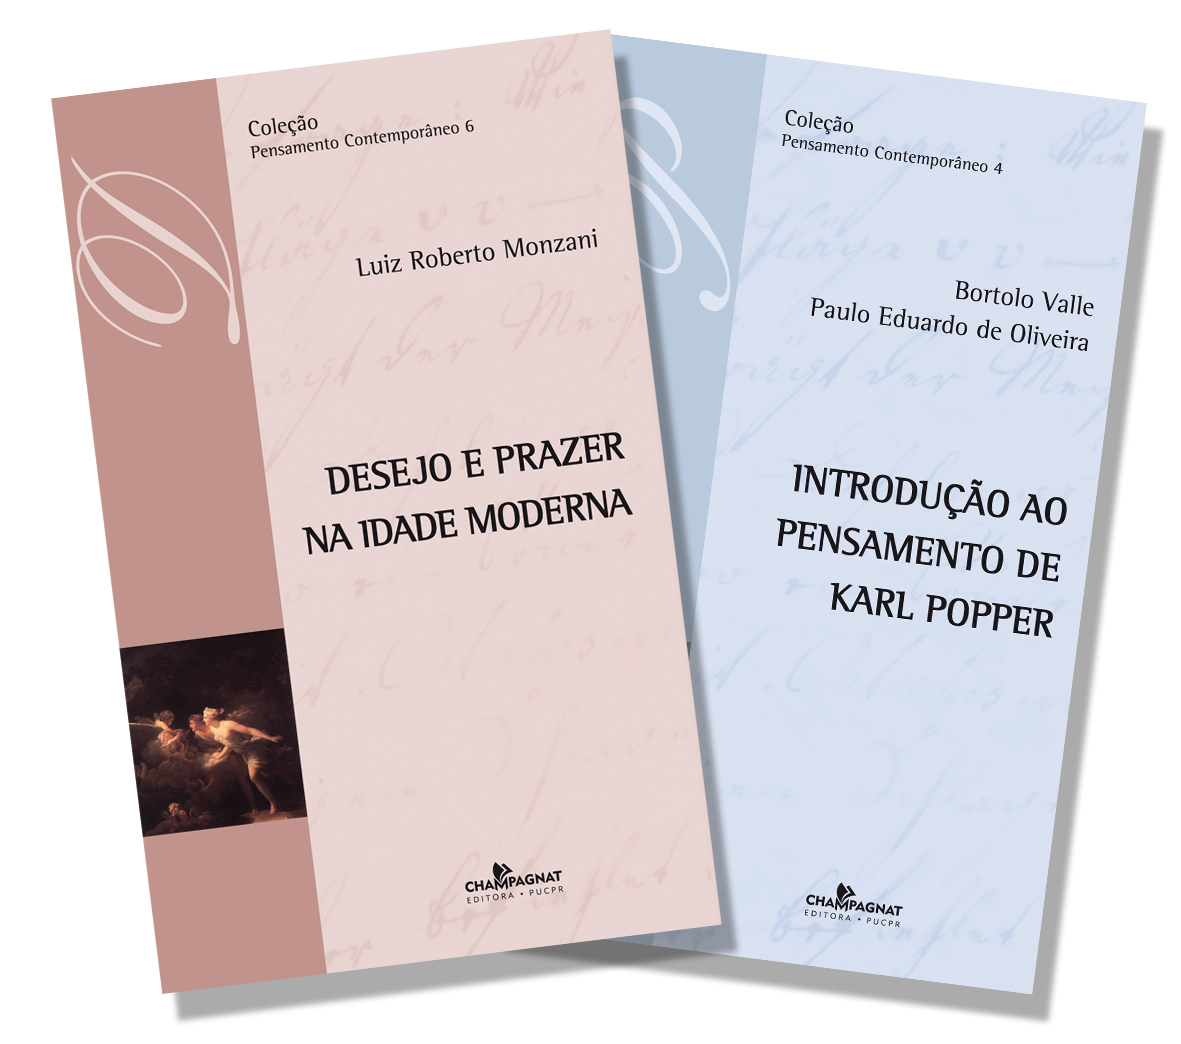 Coleção
Pensamento Contemporâneo 6
Luiz Roberto Monzani
DESEJO E PRAZER
NA IDADE MODERNA
CHAMPAGNAT
EDITORA • PUCPR
Coleção
Pensamento Contemporâneo 4
Bortolo Valle
Paulo Eduardo de Oliveira
INTRODUÇÃO AO
PENSAMENTO DE
KARL POPPER
CHAMPAGNAT
EDITORA • PUCPR